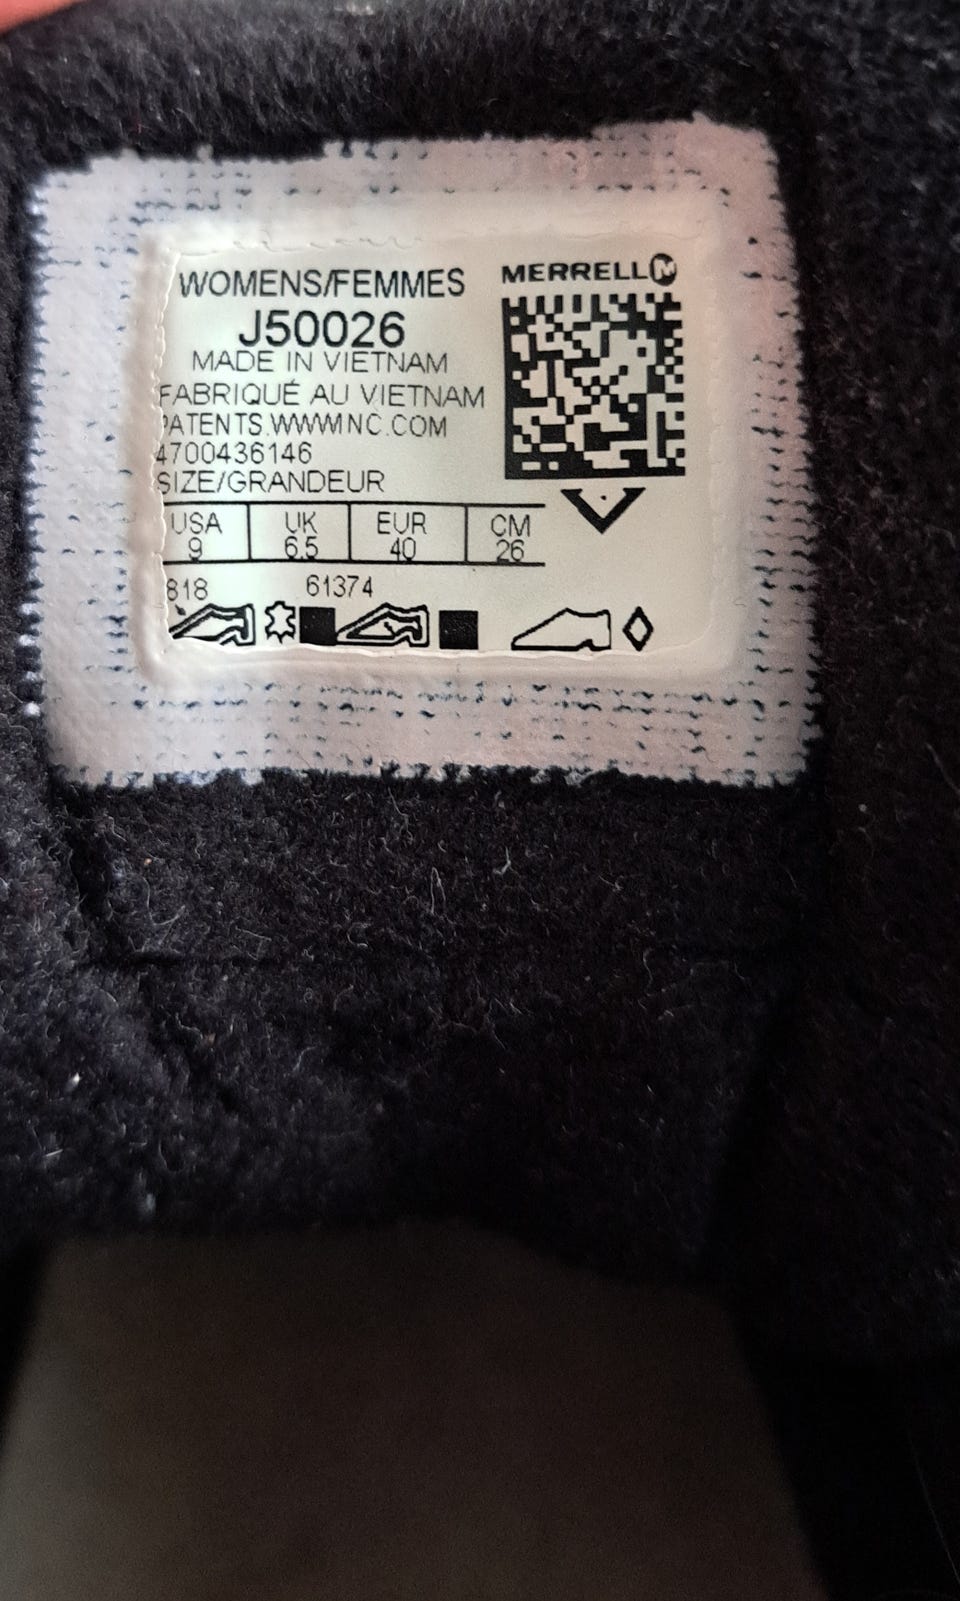 WOMENS/FEMMES
J50026
MADE IN VIETNAM
FABRIQUÉ AU VIETNAM
PATENTS.WWWINC.COM
4700436146
SIZE/GRANDEUR
USA UK EUR CM
9 6.5 40 26
818 61374
MERRELL